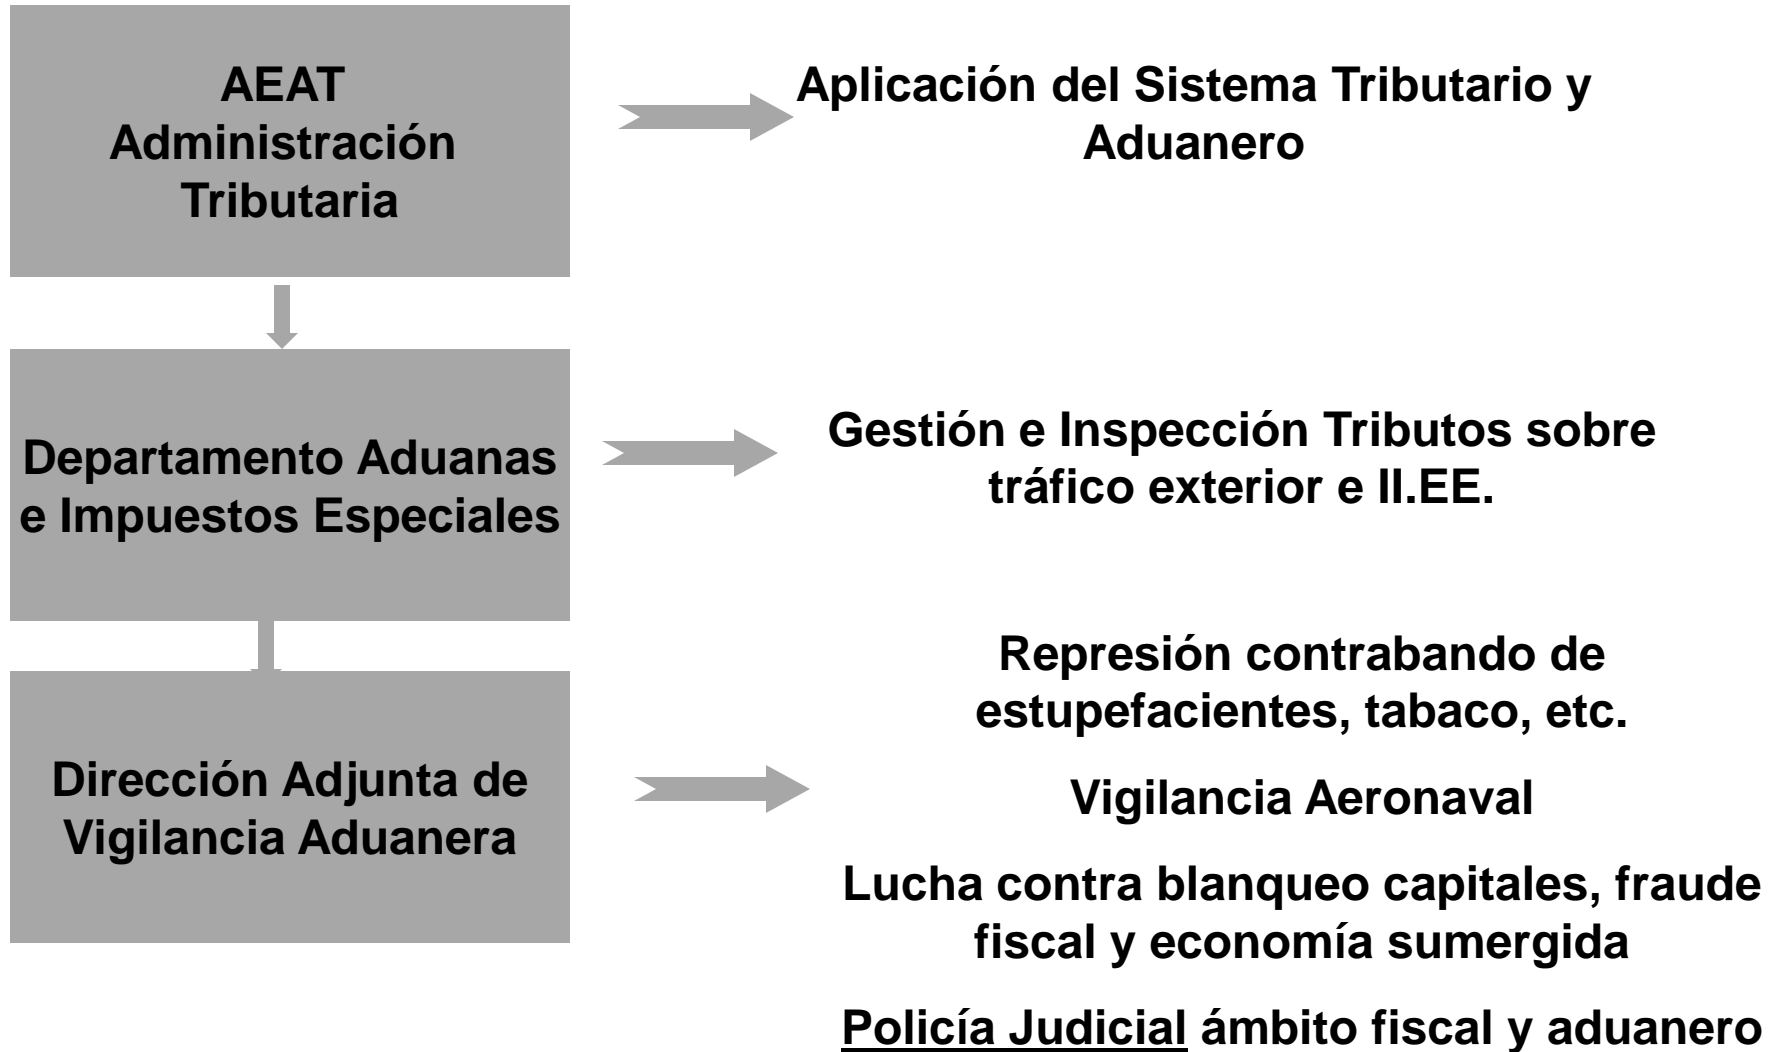 AEAT
Administración
Tributaria
Aplicación del Sistema Tributario y
Aduanero
Departamento Aduanas
e Impuestos Especiales
Gestión e Inspección Tributos sobre
tráfico exterior e II.EE.
Dirección Adjunta de
Vigilancia Aduanera
Represión contrabando de
estupefacientes, tabaco, etc.
Vigilancia Aeronaval
Lucha contra blanqueo capitales, fraude
fiscal y economía sumergida
Policía Judicial ámbito fiscal y aduanero